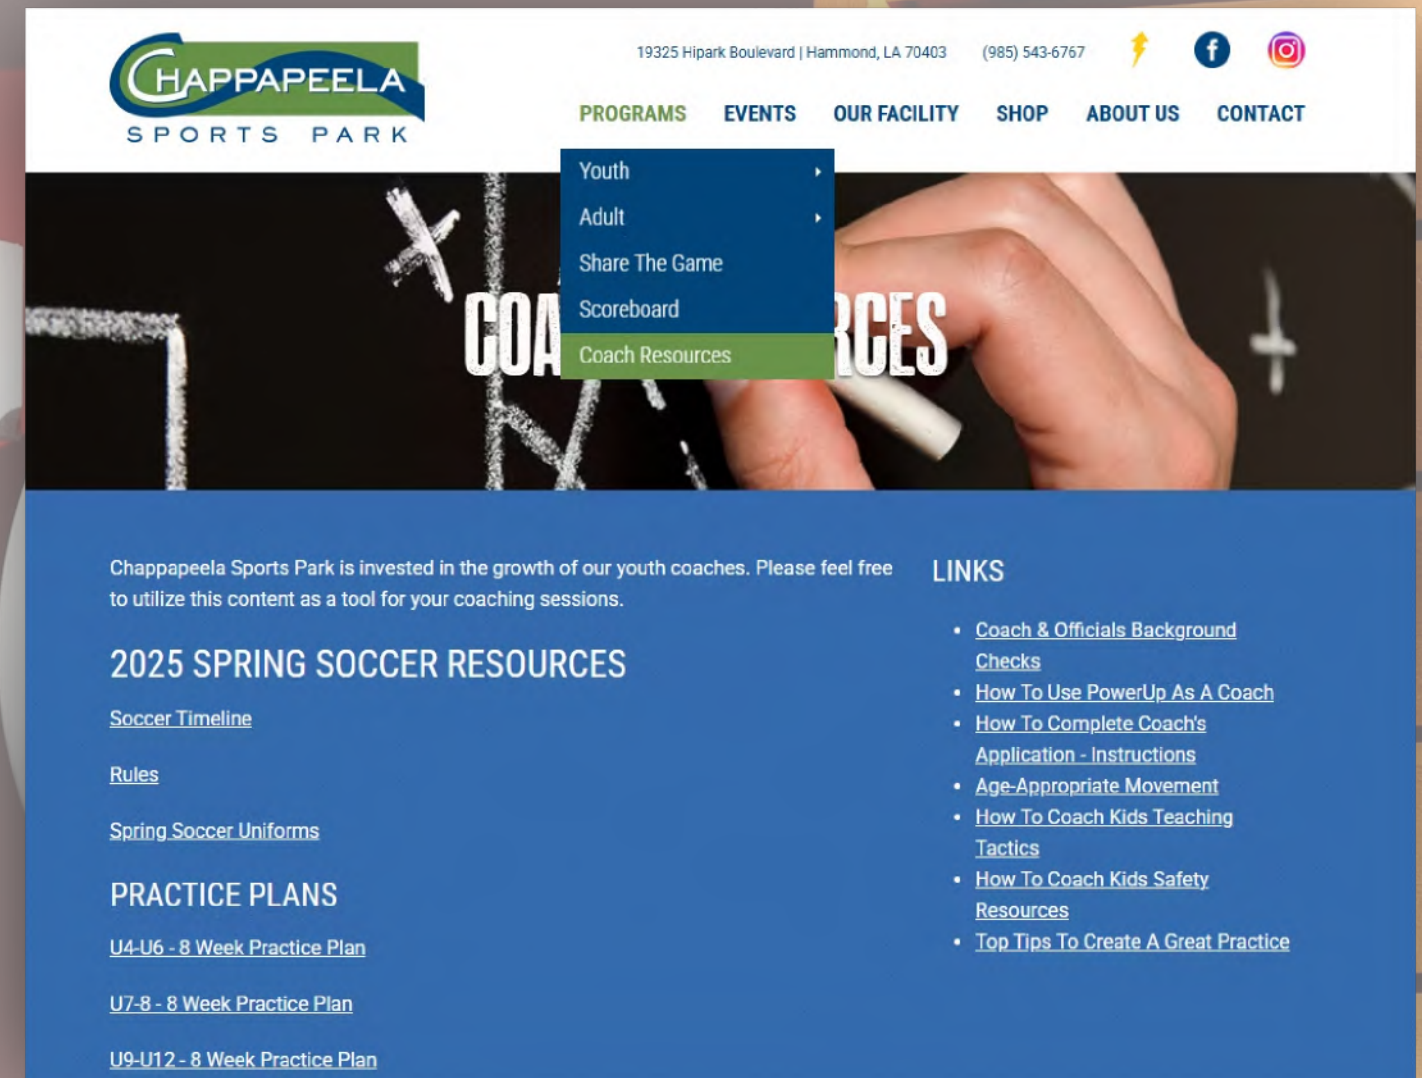 CHAPPAPEELA
SPORTS PARK
19325 Hipark Boulevard | Hammond, LA 70403 (985) 543-6767
PROGRAMS EVENTS OUR FACILITY SHOP ABOUT US CONTACT
Youth
Adult
Share The Game
Scoreboard
Coach Resources
COA RCES
Chappapeela Sports Park is invested in the growth of our youth coaches. Please feel free
to utilize this content as a tool for your coaching sessions.
2025 SPRING SOCCER RESOURCES
Soccer Timeline
Rules
Spring Soccer Uniforms
PRACTICE PLANS
U4-U6 - 8 Week Practice Plan
U7-8 - 8 Week Practice Plan
U9-U12 - 8 Week Practice Plan
LINKS
• Coach & Officials Background
Checks
• How To Use PowerUp As A Coach
• How To Complete Coach's
Application - Instructions
• Age-Appropriate Movement
• How To Coach Kids Teaching
Tactics
• How To Coach Kids Safety
Resources
• Top Tips To Create A Great Practice